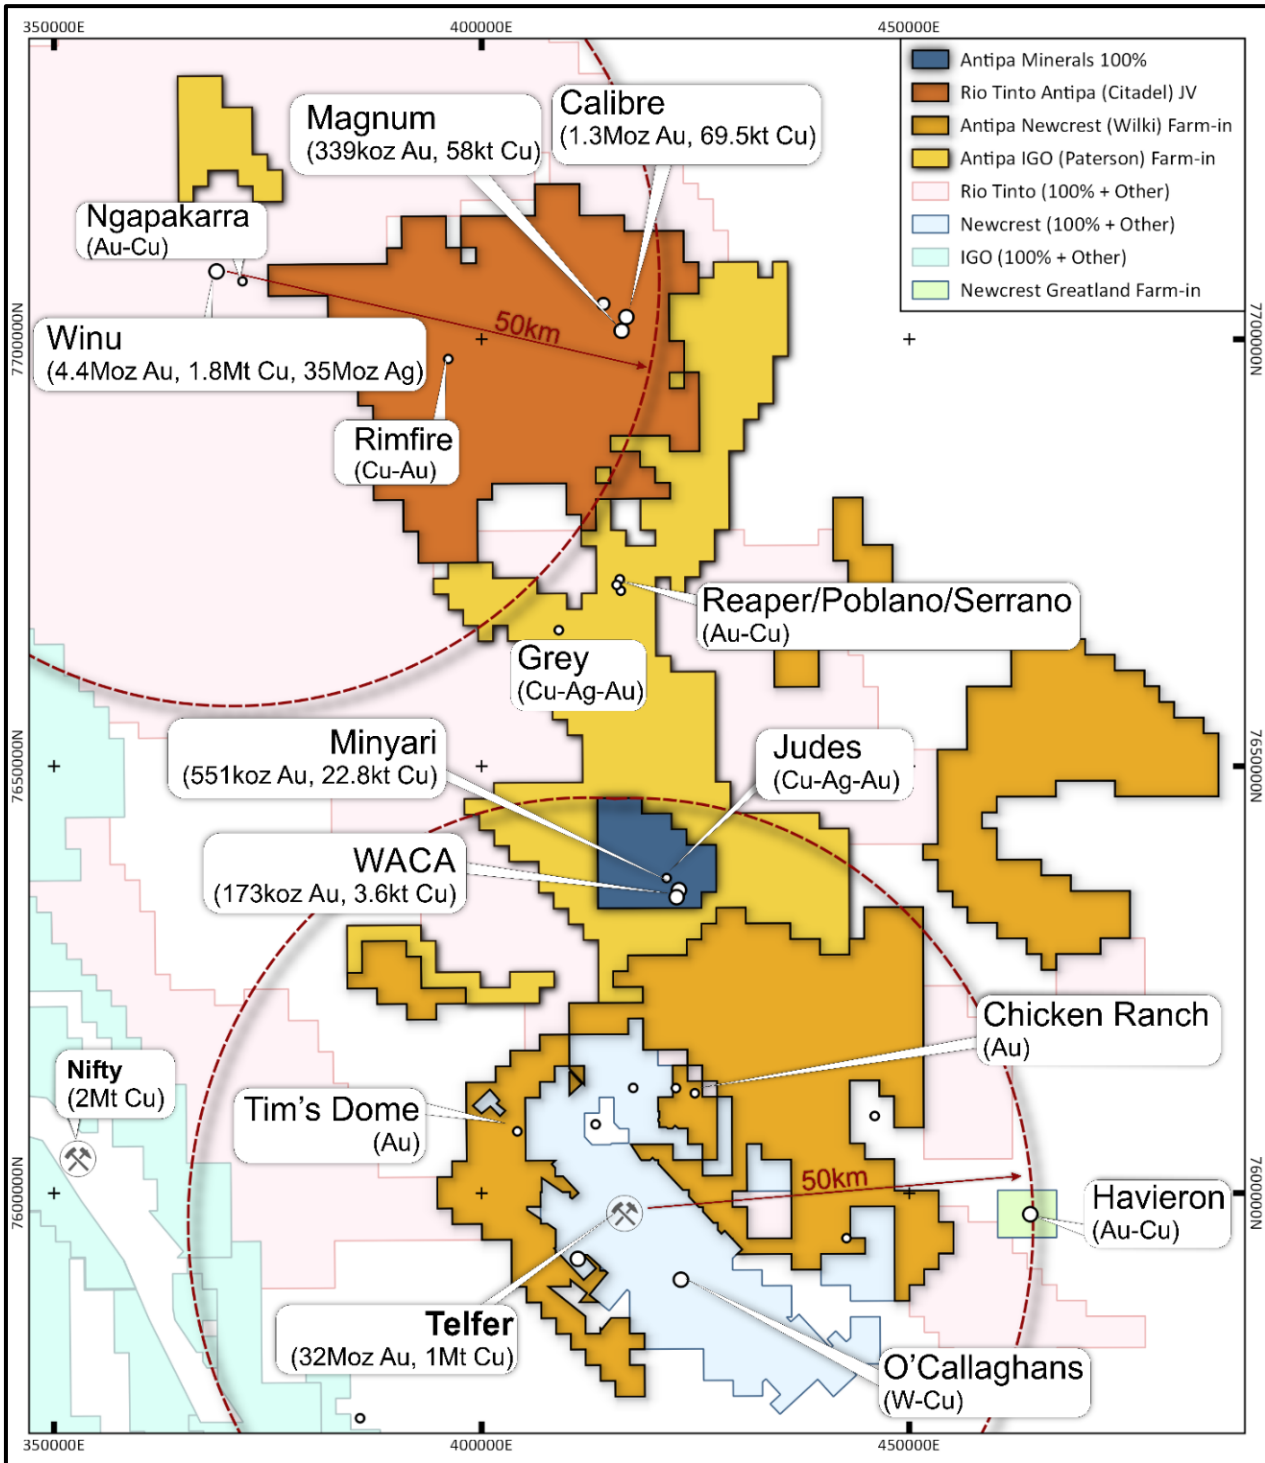 350000E
400000E
450000E
Antipa Minerals 100%
Rio Tinto Antipa (Citadel) JV
Antipa Newcrest (Wilki) Farm-in
Antipa IGO (Paterson) Farm-in
Rio Tinto (100% + Other)
Newcrest (100% + Other)
IGO (100% + Other)
Newcrest Greatland Farm-in
Magnum
(339koz Au, 58kt Cu)
Calibre
(1.3Moz Au, 69.5kt Cu)
Ngapakarra
(Au-Cu)
Winu
(4.4Moz Au, 1.8Mt Cu, 35Moz Ag)
50km
7700000N
7700000N
Rimfire
(Cu-Au)
Reaper/Poblano/Serrano
(Au-Cu)
Grey
(Cu-Ag-Au)
Minyari
(551koz Au, 22.8kt Cu)
Judes
(Cu-Ag-Au)
7650000N
7650000N
WACA
(173koz Au, 3.6kt Cu)
Chicken Ranch
(Au)
Nifty
(2Mt Cu)
Tim's Dome
(Au)
50km
7600000N
7600000N
Havieron
(Au-Cu)
Telfer
(32Moz Au, 1Mt Cu)
O'Callaghans
(W-Cu)
350000E
400000E
450000E